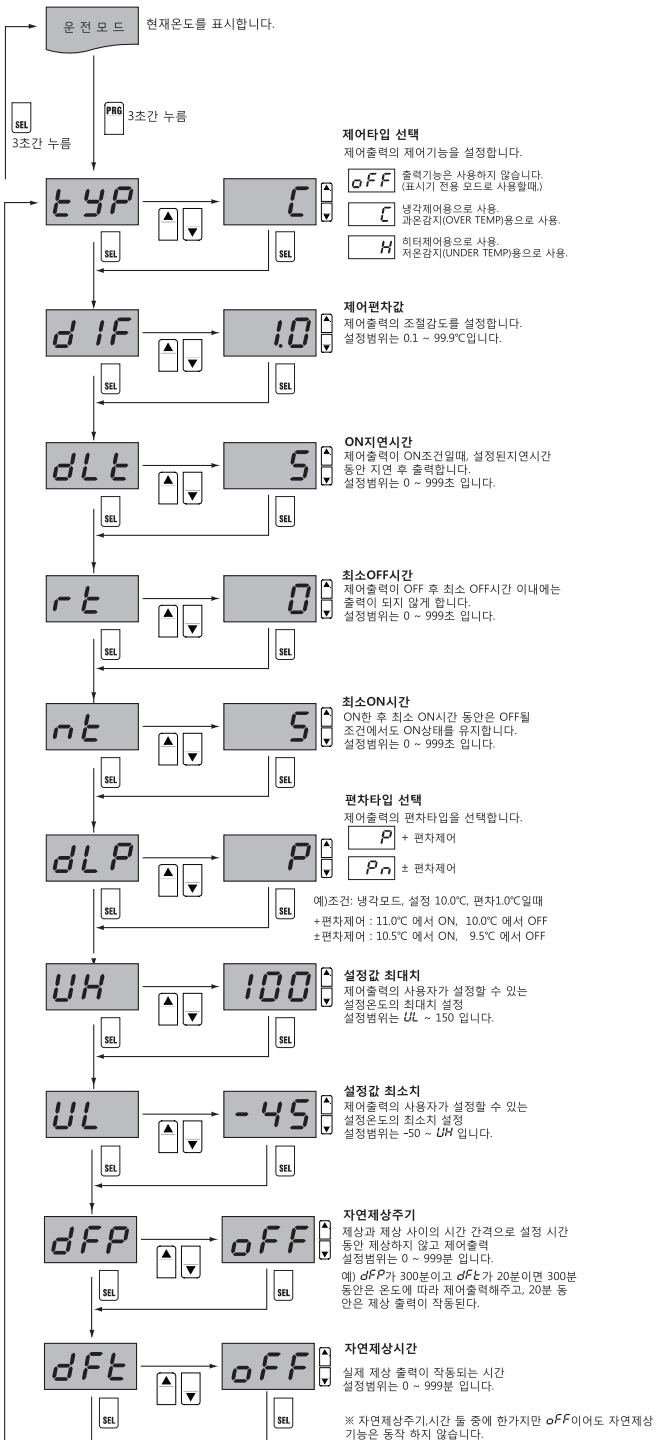 운전모드
현재온도를 표시합니다.
SEL
3초간 누름
PRG
3초간 누름
제어타입 선택
제어출력의 제어기능을 설정합니다.
oFF
출력기능은 사용하지 않습니다.
(표시기 전용 모드로 사용할때,)
C
냉각제어용으로 사용.
과온감지(OVER TEMP)용으로 사용.
H
히터제어용으로 사용.
저온감지(UNDER TEMP)용으로 사용.
tYP
C
SEL
SEL
제어편차값
제어출력의 조절감도를 설정합니다.
설정범위는 0.1 ~ 99.9℃입니다.
dIF
1.0
SEL
SEL
ON지연시간
제어출력이 ON조건일때, 설정된지연시간
동안 지연 후 출력합니다.
설정범위는 0 ~ 999초 입니다.
dLt
5
SEL
SEL
최소OFF시간
제어출력이 OFF 후 최소 OFF시간 이내에는
출력이 되지 않게 합니다.
설정범위는 0 ~ 999초 입니다.
rt
0
SEL
SEL
최소ON시간
ON한 후 최소 ON시간 동안은 OFF될
조건에서도 ON상태를 유지합니다.
설정범위는 0 ~ 999초 입니다.
nt
5
SEL
SEL
편차타입 선택
제어출력의 편차타입을 선택합니다.
P + 편차제어
Pn ± 편차제어
dLP
P
SEL
SEL
예)조건: 냉각모드, 설정 10.0℃, 편차1.0℃일때
+편차제어 : 11.0℃ 에서 ON, 10.0℃ 에서 OFF
±편차제어 : 10.5℃ 에서 ON, 9.5℃ 에서 OFF
UH
100
설정값 최대치
제어출력의 사용자가 설정할 수 있는
설정온도의 최대치 설정
설정범위는 UL ~ 150 입니다.
SEL
SEL
UL
-45
설정값 최소치
제어출력의 사용자가 설정할 수 있는
설정온도의 최소치 설정
설정범위는 -50 ~ UH 입니다.
SEL
SEL
dFP
oFF
자연제상주기
제상과 제상 사이의 시간 간격으로 설정 시간
동안 제상하지 않고 제어출력
설정범위는 0 ~ 999분 입니다.
예) dFP가 300분이고 dFt가 20분이면 300분
동안은 온도에 따라 제어출력해주고, 20분 동
안은 제상 출력이 작동된다.
SEL
SEL
dFt
oFF
자연제상시간
실제 제상 출력이 작동되는 시간
설정범위는 0 ~ 999분 입니다.
SEL
SEL
※ 자연제상주기,시간 둘 중에 한가지만 oFF이어도 자연제상
기능은 동작 하지 않습니다.